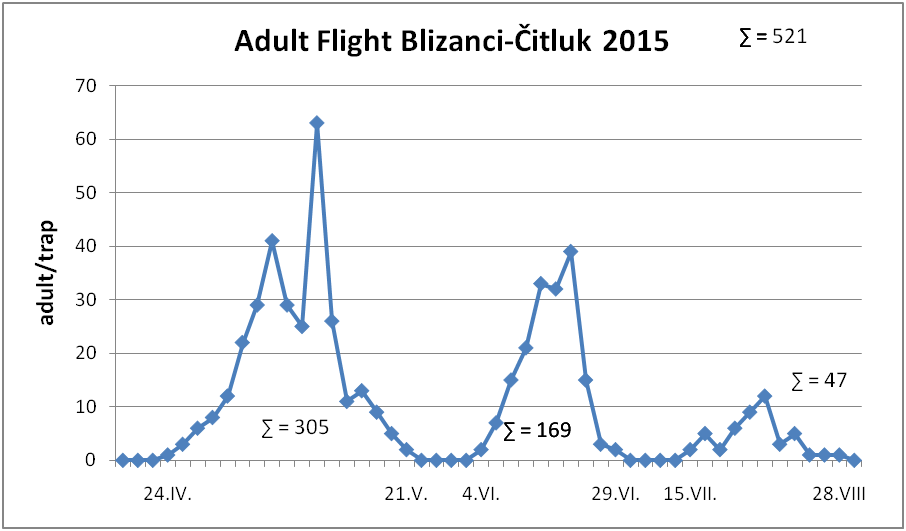 Adult Flight Blizanci-Čitluk 2015
∑ = 521
adult/trap
70
60
50
40
30
20
10
0
∑ = 305
∑ = 169
∑ = 47
24.IV.
21.V.
4.VI.
29.VI.
15.VII.
28.VIII